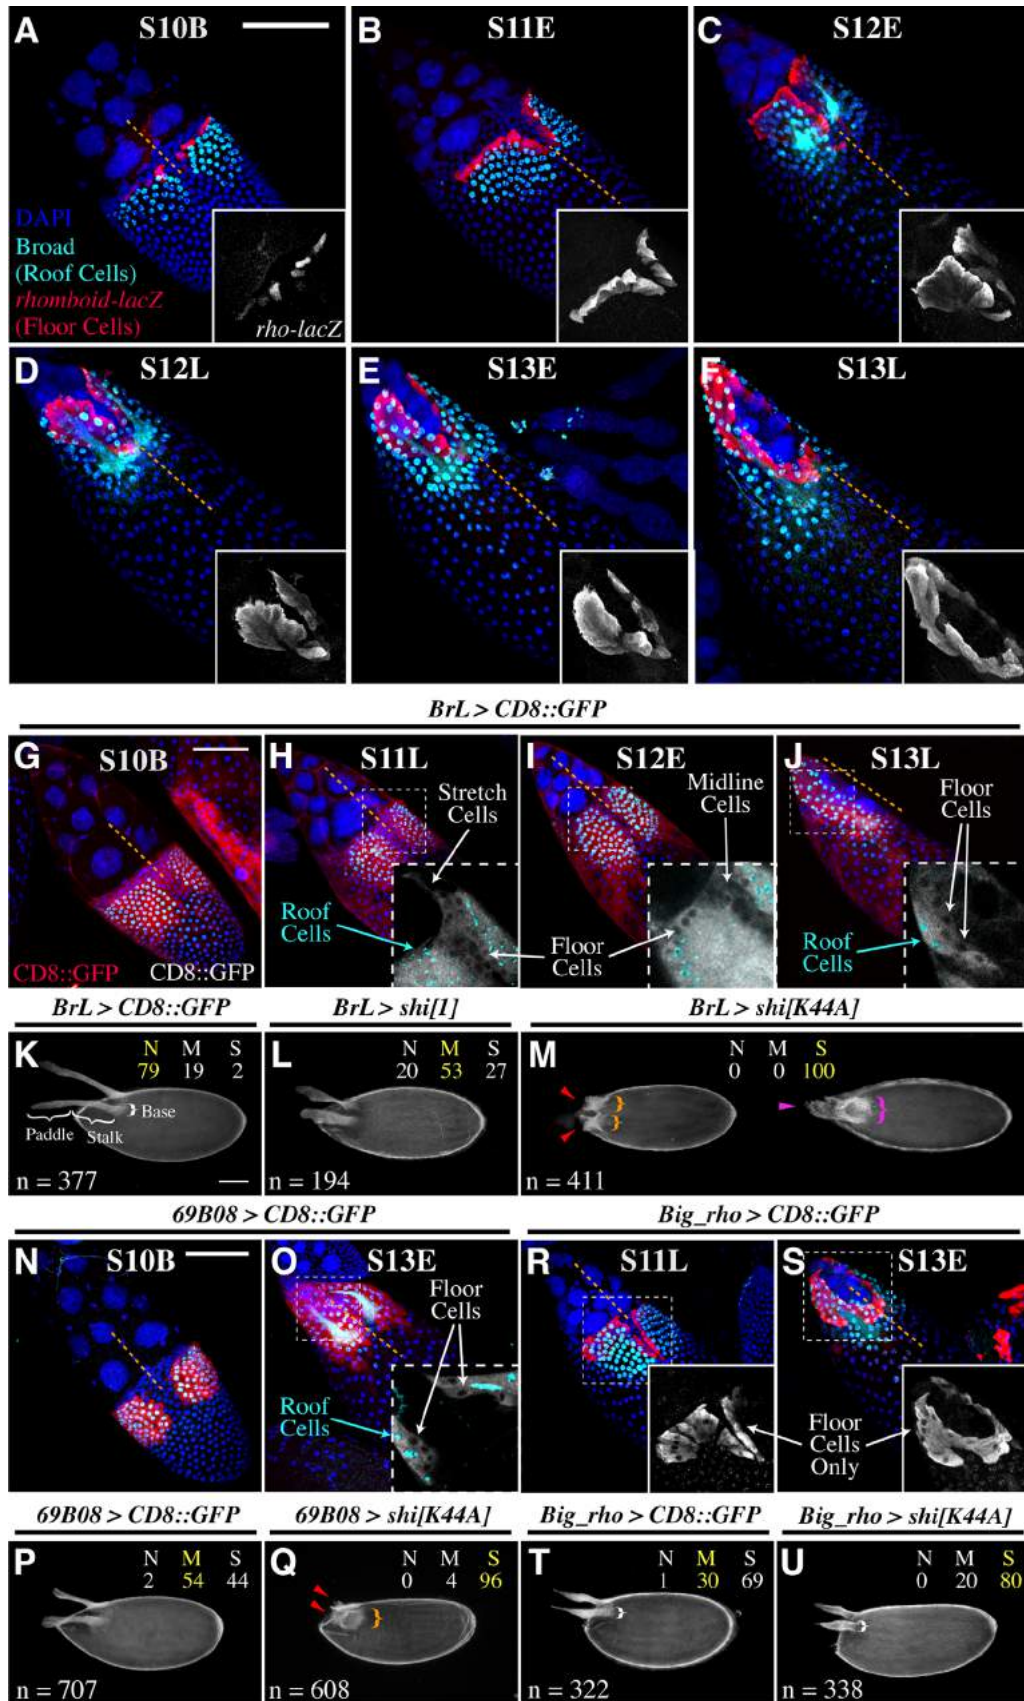 A S10B
B S11E
C S12E
DAPI
Broad
(Roof Cells)
rhomboid-lacZ
(Floor Cells)
rho-lacZ
D S12L
E S13E
F S13L
BrL > CD8::GFP
G S10B
H S11L
I S12E
J S13L
Stretch
Cells
Midline
Cells
Floor
Cells
Roof
Cells
Floor
Cells
Roof
Cells
CD8::GFP CD8::GFP
BrL > CD8::GFP
BrL > shi[1]
BrL > shi[K44A]
K N M S
79 19 2
Base
Paddle Stalk
n = 377
L N M S
20 53 27
n = 194
M N M S
0 0 100
n = 411
69B08 > CD8::GFP
Big_rho > CD8::GFP
N S10B
O S13E
R S11L
S S13E
Floor
Cells
Roof
Cells
Floor
Cells
Only
69B08 > CD8::GFP
69B08 > shi[K44A]
Big_rho > CD8::GFP
Big_rho > shi[K44A]
P N M S
2 54 44
n = 707
Q N M S
0 4 96
n = 608
T N M S
1 30 69
n = 322
U N M S
0 20 80
n = 338